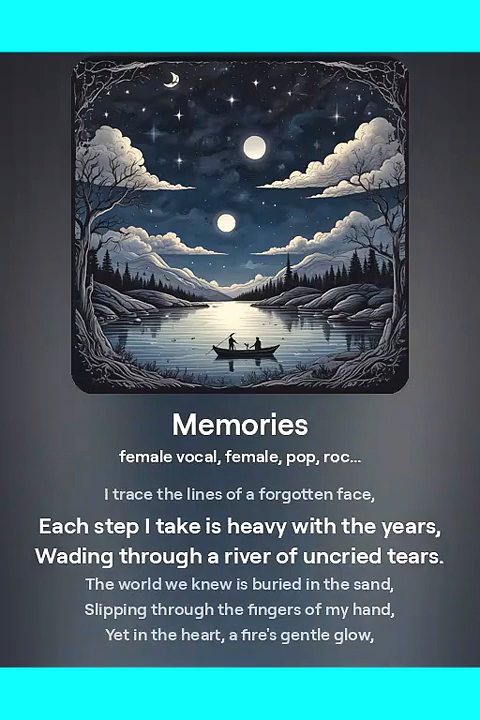 Memories
female vocal, female, pop, roc...
I trace the lines of a forgotten face,
Each step I take is heavy with the years,
Wading through a river of uncried tears.
The world we knew is buried in the sand,
Slipping through the fingers of my hand,
Yet in the heart, a fire's gentle glow,